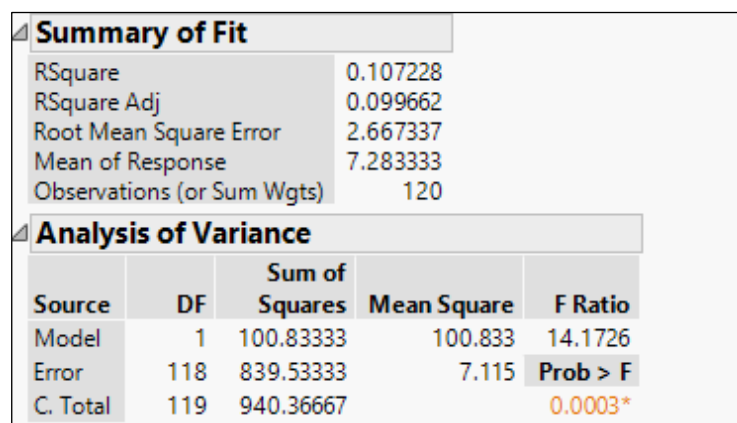 Summary of Fit
RSquare 0.107228
RSquare Adj 0.099662
Root Mean Square Error 2.667337
Mean of Response 7.283333
Observations (or Sum Wgts) 120
Analysis of Variance
Sum of
Source DF Squares Mean Square F Ratio
Model 1 100.83333 100.833 14.1726
Error 118 839.53333 7.115 Prob > F
C. Total 119 940.36667 0.0003*